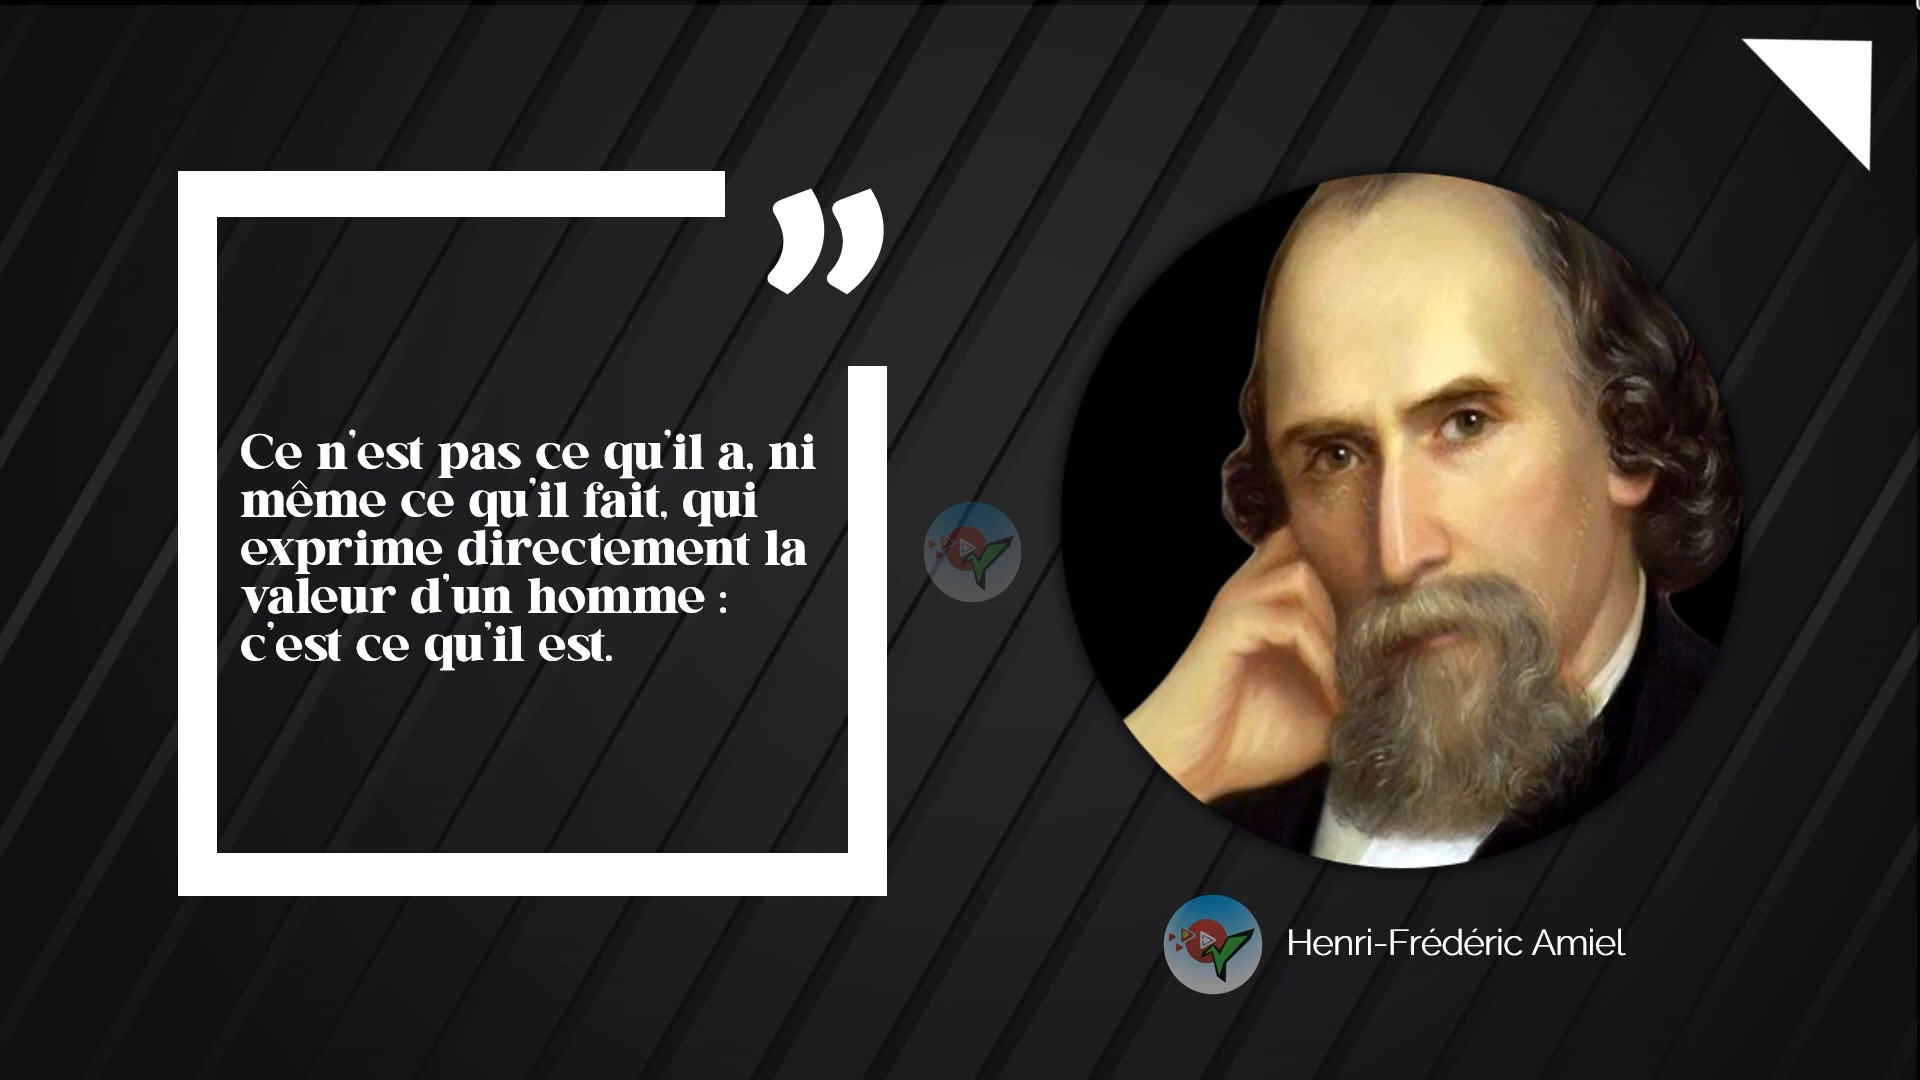 Ce n'est pas ce qu'il a, ni
même ce qu'il fait, qui
exprime directement la
valeur d'un homme :
c'est ce qu'il est.
Henri-Frédéric Amiel